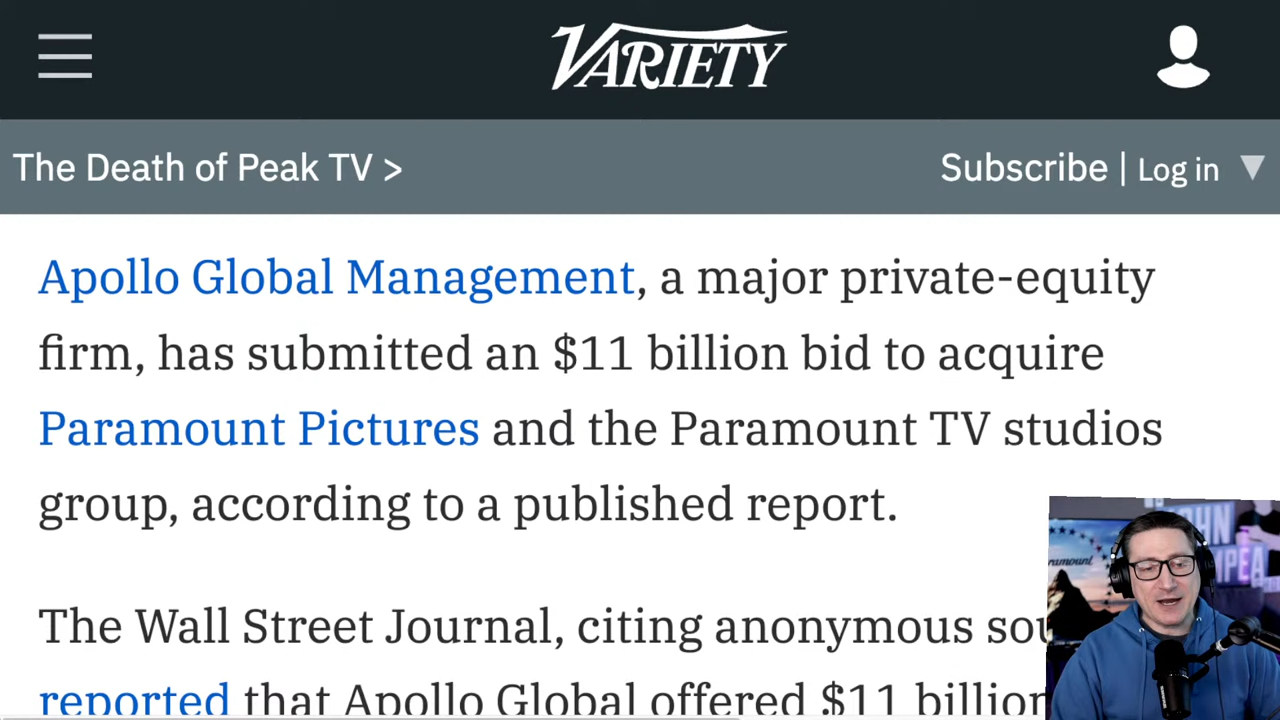 VARIETY
The Death of Peak TV >
Subscribe | Log in
Apollo Global Management, a major private-equity
firm, has submitted an $11 billion bid to acquire
Paramount Pictures and the Paramount TV studios
group, according to a published report.
The Wall Street Journal, citing anonymous
reported that Apollo Global offered $11 billion